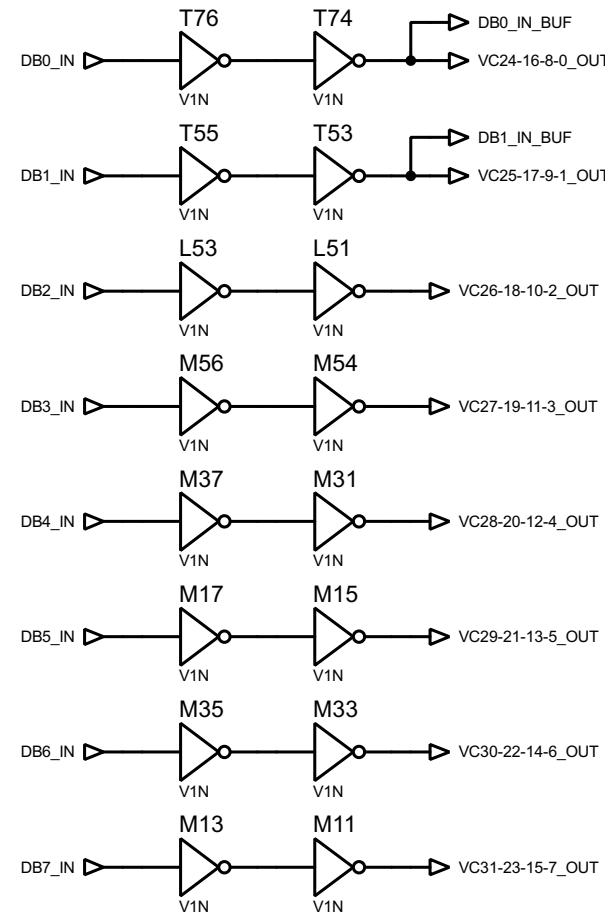 T76 T74
DB0_IN_BUF
DB0_IN VC24-16-8-0_OUT
V1N V1N
T55 T53
DB1_IN_BUF
DB1_IN VC25-17-9-1_OUT
V1N V1N
L53 L51
DB2_IN VC26-18-10-2_OUT
V1N V1N
M56 M54
DB3_IN VC27-19-11-3_OUT
V1N V1N
M37 M31
DB4_IN VC28-20-12-4_OUT
V1N V1N
M17 M15
DB5_IN VC29-21-13-5_OUT
V1N V1N
M35 M33
DB6_IN VC30-22-14-6_OUT
V1N V1N
M13 M11
DB7_IN VC31-23-15-7_OUT
V1N V1N